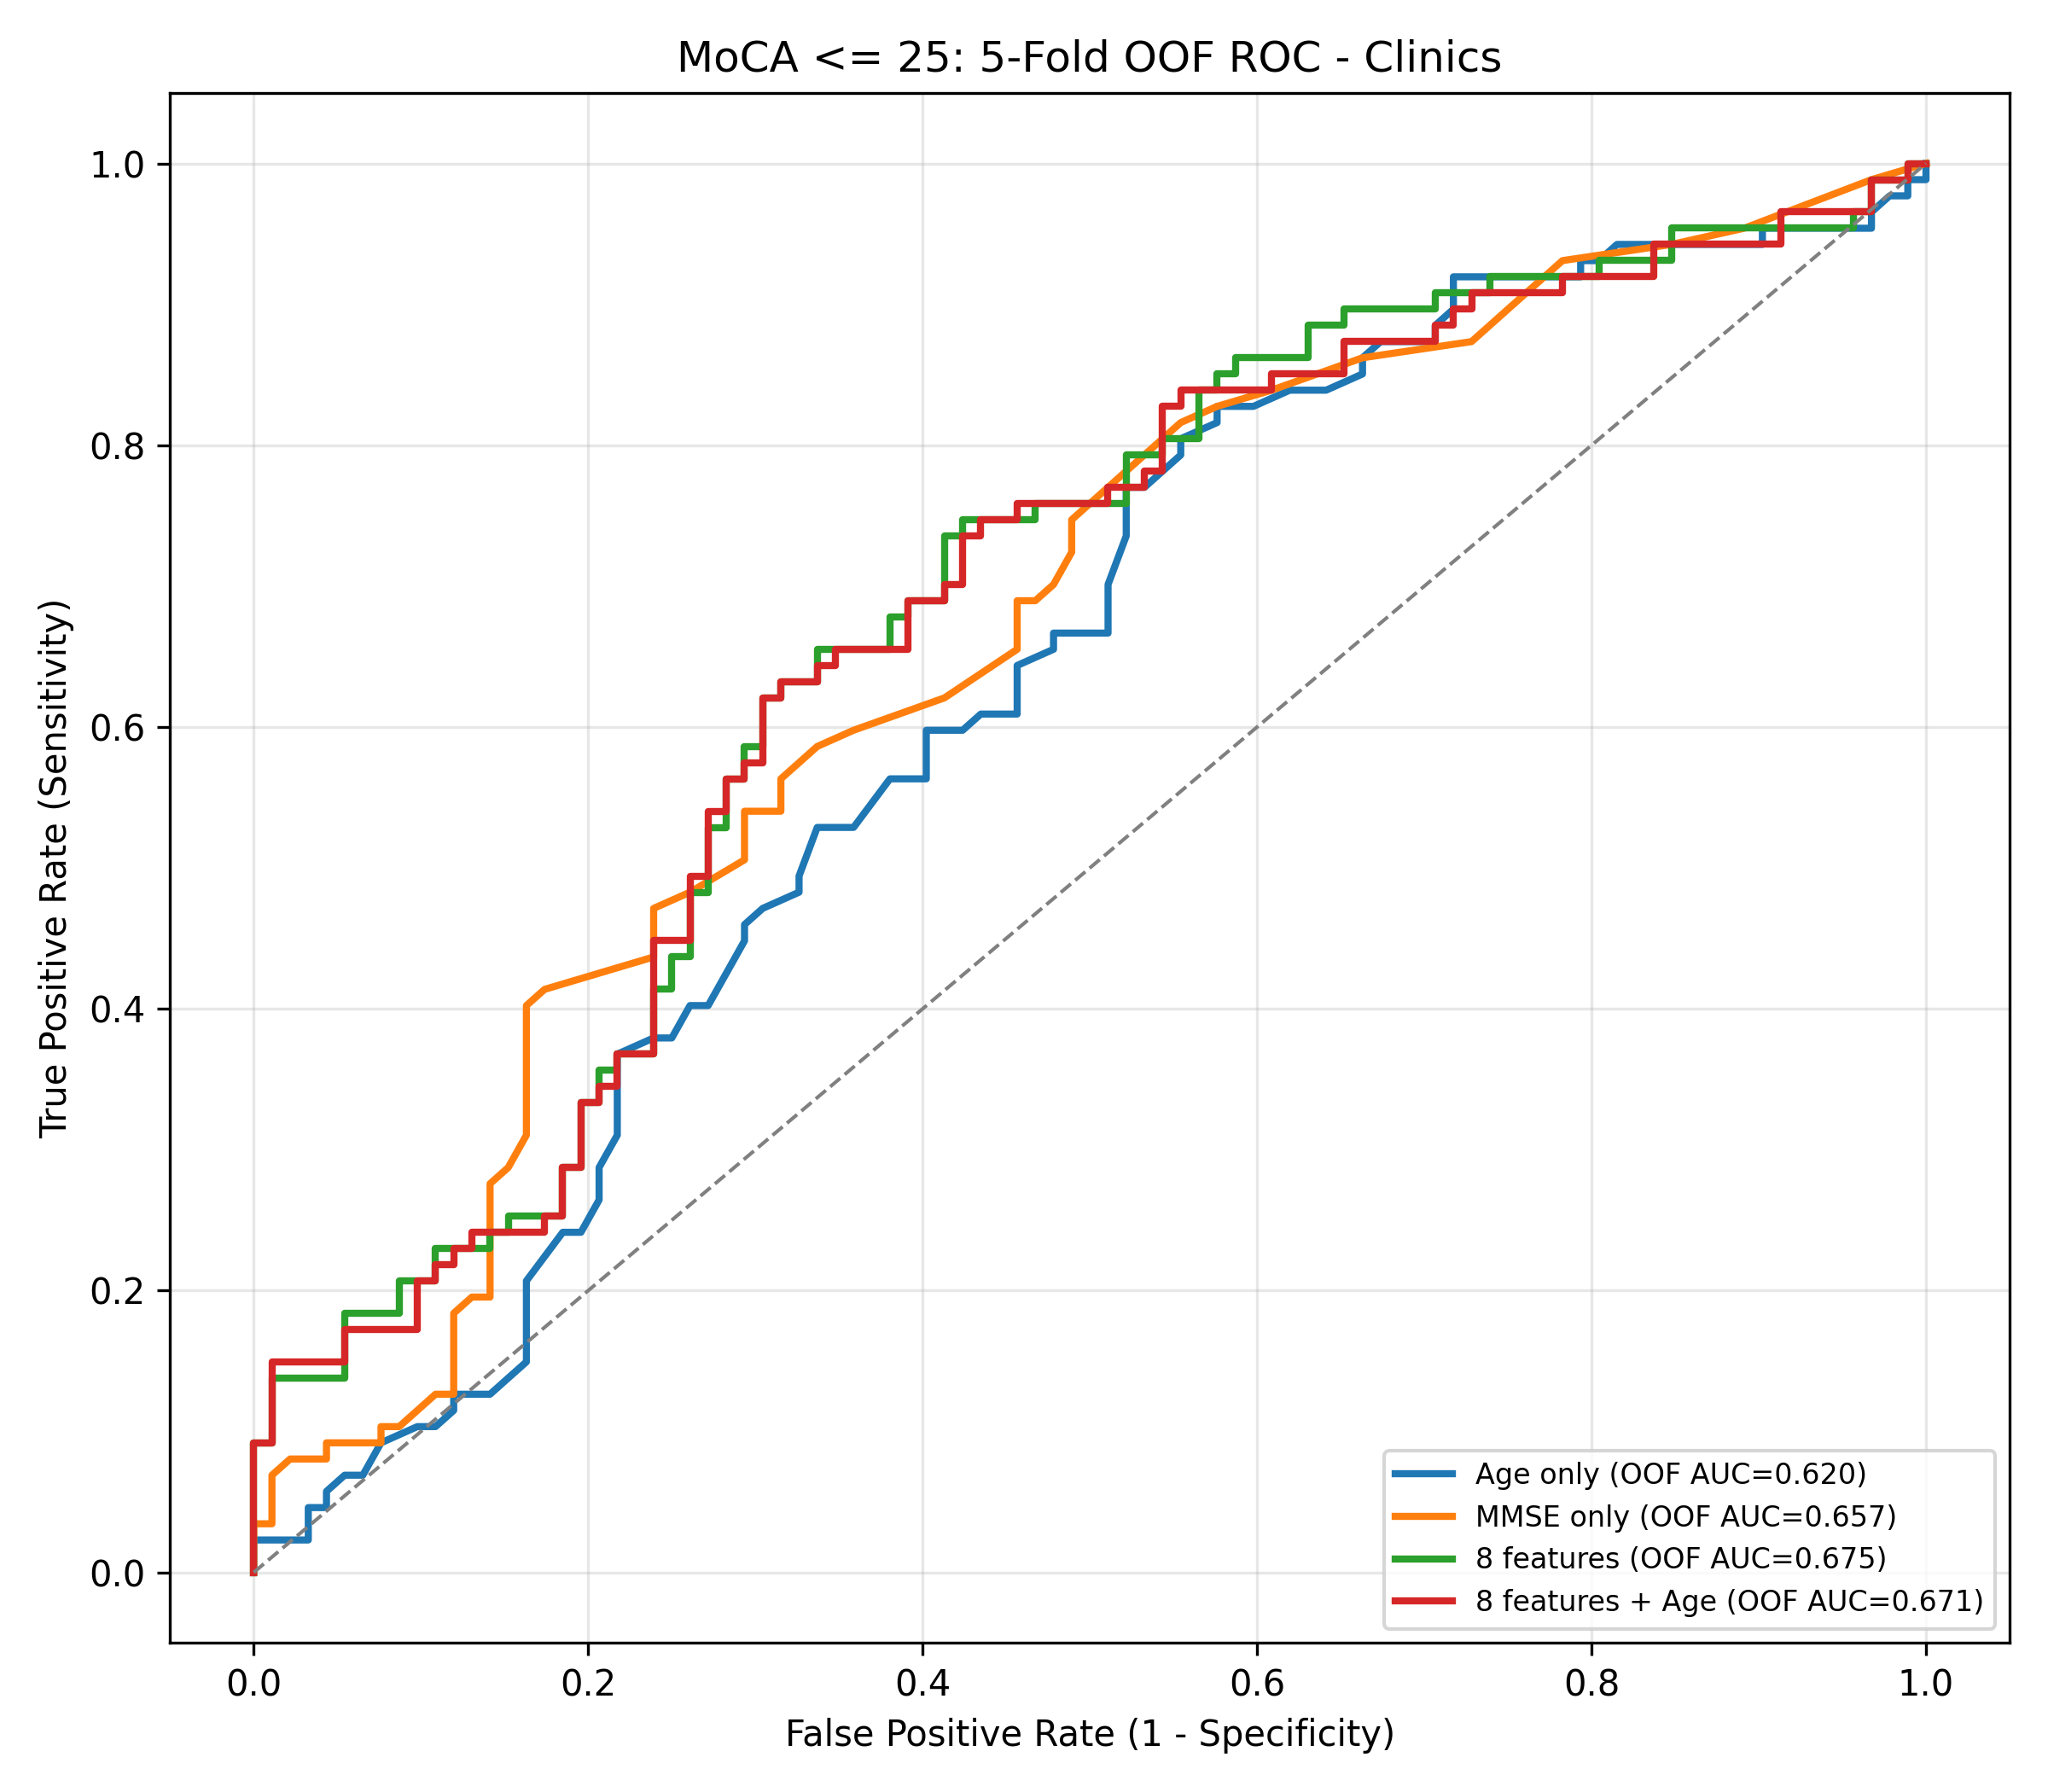 MoCA <= 25: 5-Fold OOF ROC - Clinics
True Positive Rate (Sensitivity)
1.0
0.8
0.6
0.4
0.2
0.0
0.0 0.2 0.4 0.6 0.8 1.0
False Positive Rate (1 - Specificity)
Age only (OOF AUC=0.620)
MMSE only (OOF AUC=0.657)
8 features (OOF AUC=0.675)
8 features + Age (OOF AUC=0.671)